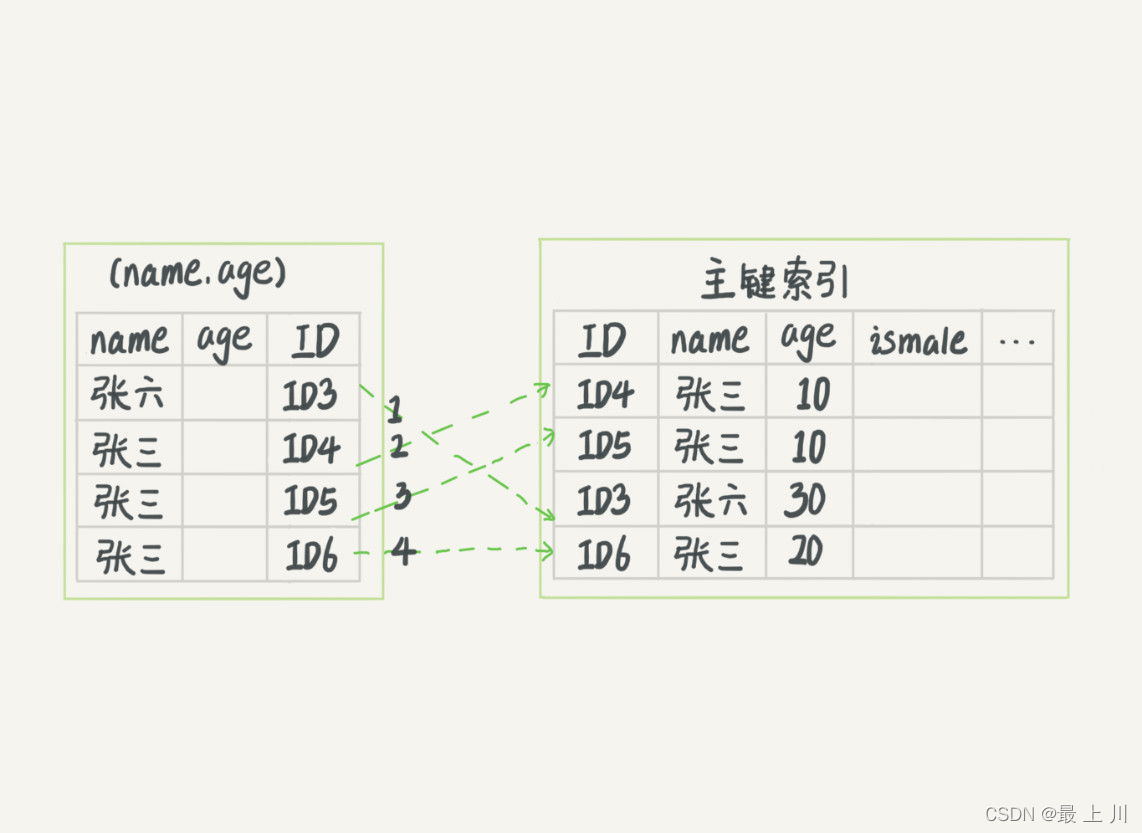 (name.age)
name age ID
张六 ID3
张三 ID4
张三 ID5
张三 ID6
1
2
3
4
主键索引
ID name age ismale ...
ID4 张三 10
ID5 张三 10
ID3 张六 30
ID6 张三 20
CSDN @最 上 川